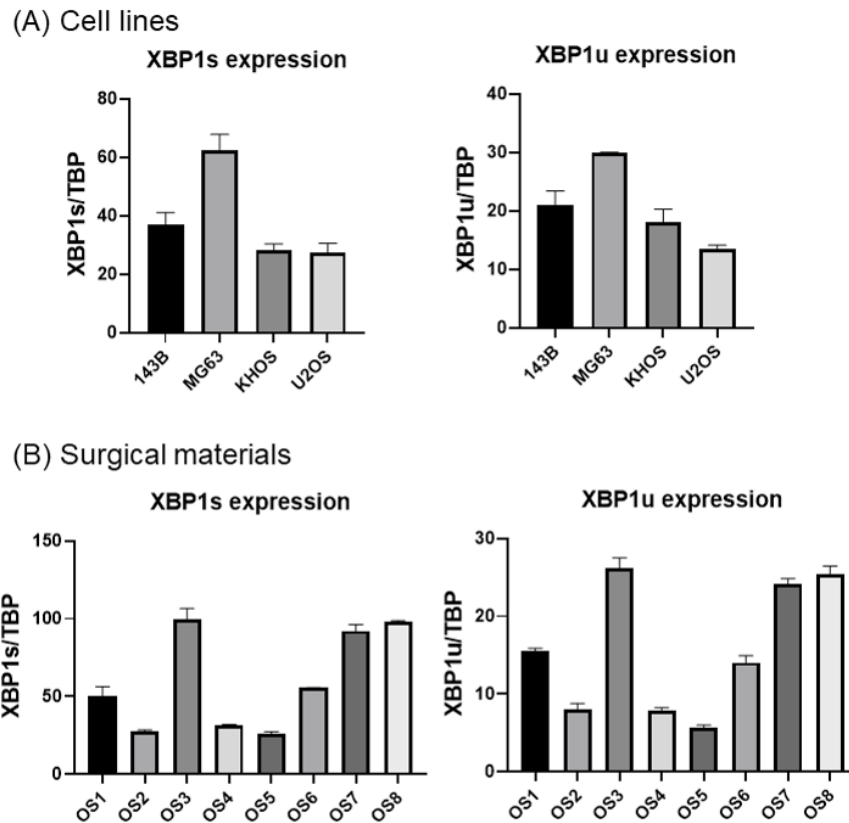 (A) Cell lines
XBP1s expression
XBP1s/TBP
80
60
40
20
0
143B
MG63
KHOS
U2OS
XBP1u expression
XBP1u/TBP
40
30
20
10
0
143B
MG63
KHOS
U2OS
(B) Surgical materials
XBP1s expression
XBP1s/TBP
150
100
50
0
OS1
OS2
OS3
OS4
OS5
OS6
OS7
OS8
XBP1u expression
XBP1u/TBP
30
20
10
0
OS1
OS2
OS3
OS4
OS5
OS6
OS7
OS8